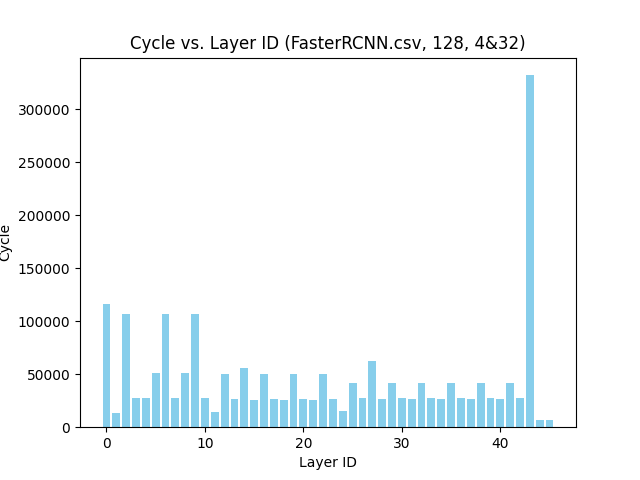 Cycle vs. Layer ID (FasterRCNN.csv, 128, 4&32)
300000
250000
200000
150000
100000
50000
0
Cycle
0 10 20 30 40
Layer ID